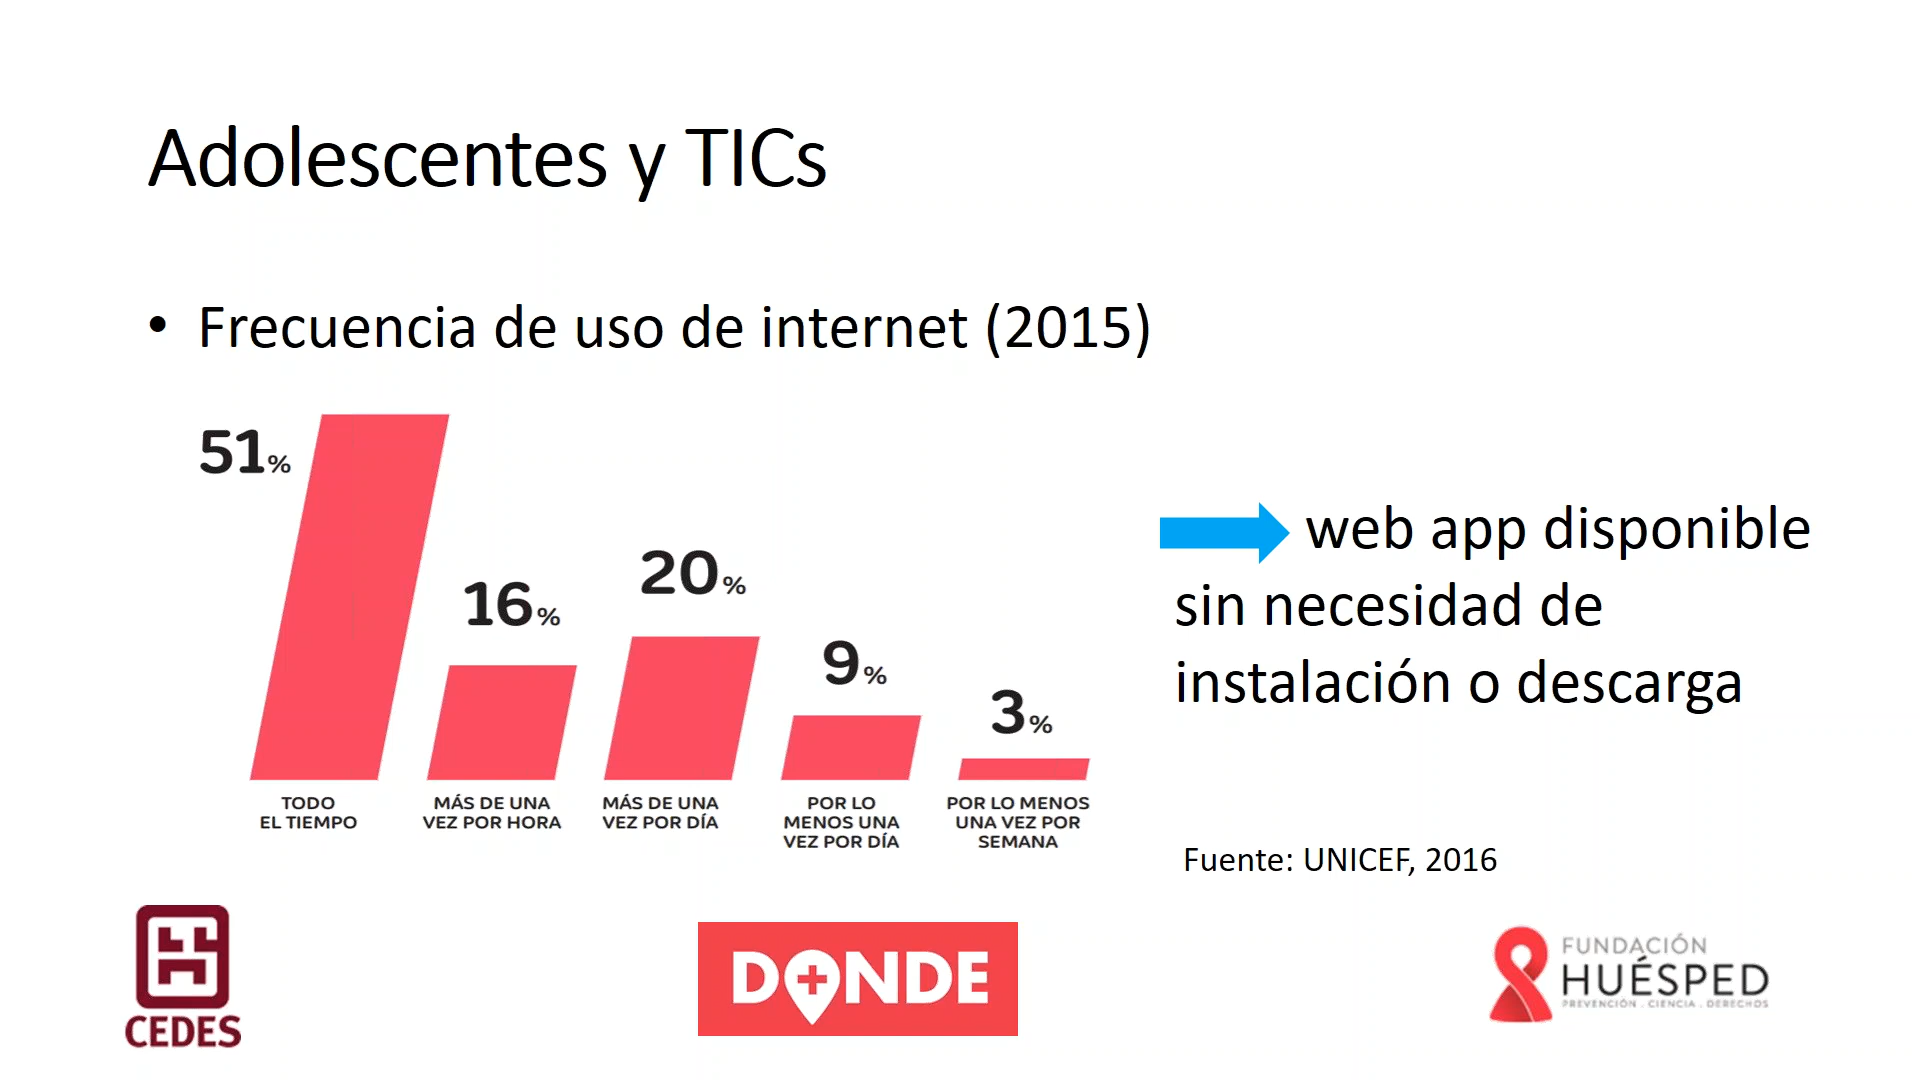 Adolescentes y TICs
• Frecuencia de uso de internet (2015)
51%
16%
20%
9%
3%
TODO
EL TIEMPO
MÁS DE UNA
VEZ POR HORA
MÁS DE UNA
VEZ POR DÍA
POR LO
MENOS UNA
VEZ POR DÍA
POR LO MENOS
UNA VEZ POR
SEMANA
web app disponible
sin necesidad de
instalación o descarga
Fuente: UNICEF, 2016
CEDES
DONDE
FUNDACIÓN
HUÉSPED
PREVENCIÓN . CIENCIA . DERECHOS